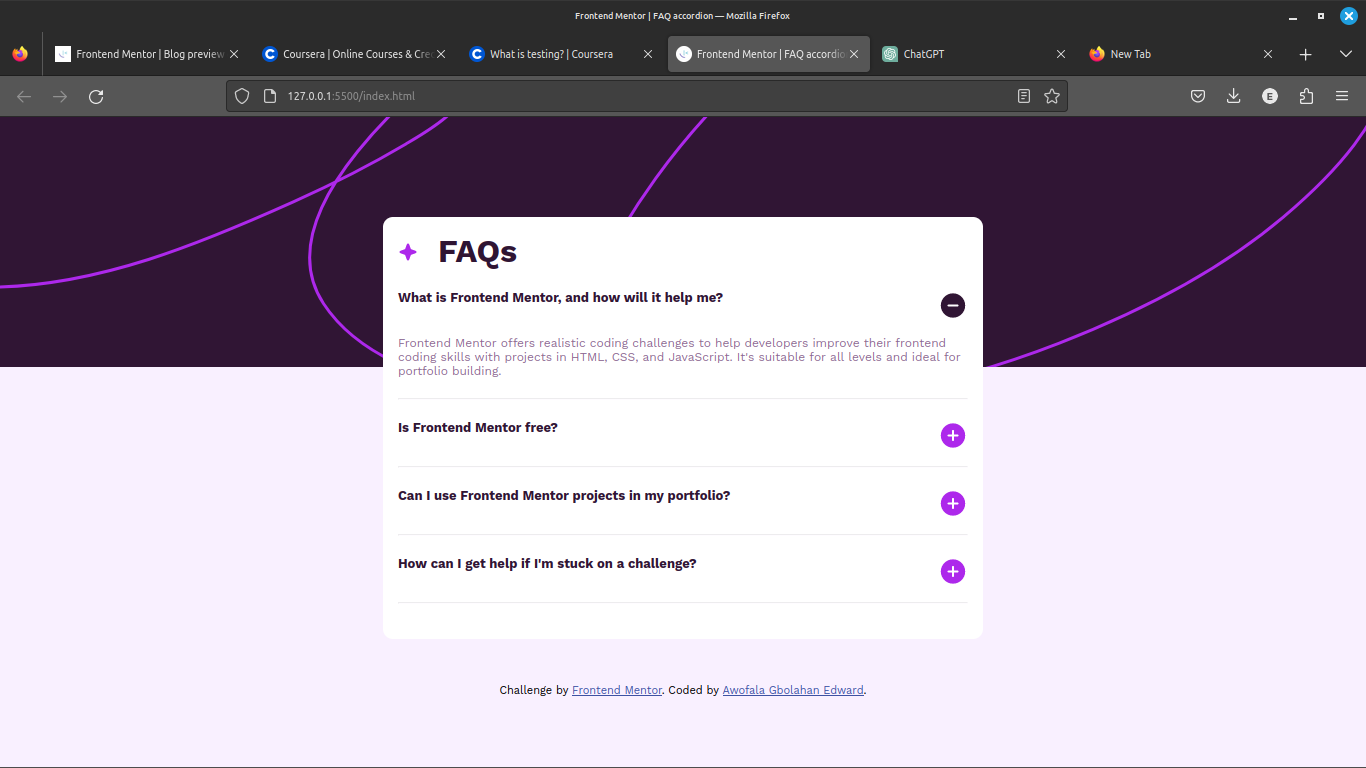 Frontend Mentor | FAQ accordion — Mozilla Firefox
Frontend Mentor | Blog preview
Coursera | Online Courses & Cre
What is testing? | Coursera
Frontend Mentor | FAQ accordio
ChatGPT
New Tab
127.0.0.1:5500/index.html
E
FAQs
What is Frontend Mentor, and how will it help me?
Frontend Mentor offers realistic coding challenges to help developers improve their frontend
coding skills with projects in HTML, CSS, and JavaScript. It's suitable for all levels and ideal for
portfolio building.
Is Frontend Mentor free?
Can I use Frontend Mentor projects in my portfolio?
How can I get help if I'm stuck on a challenge?
Challenge by Frontend Mentor. Coded by Awofala Gbolahan Edward.